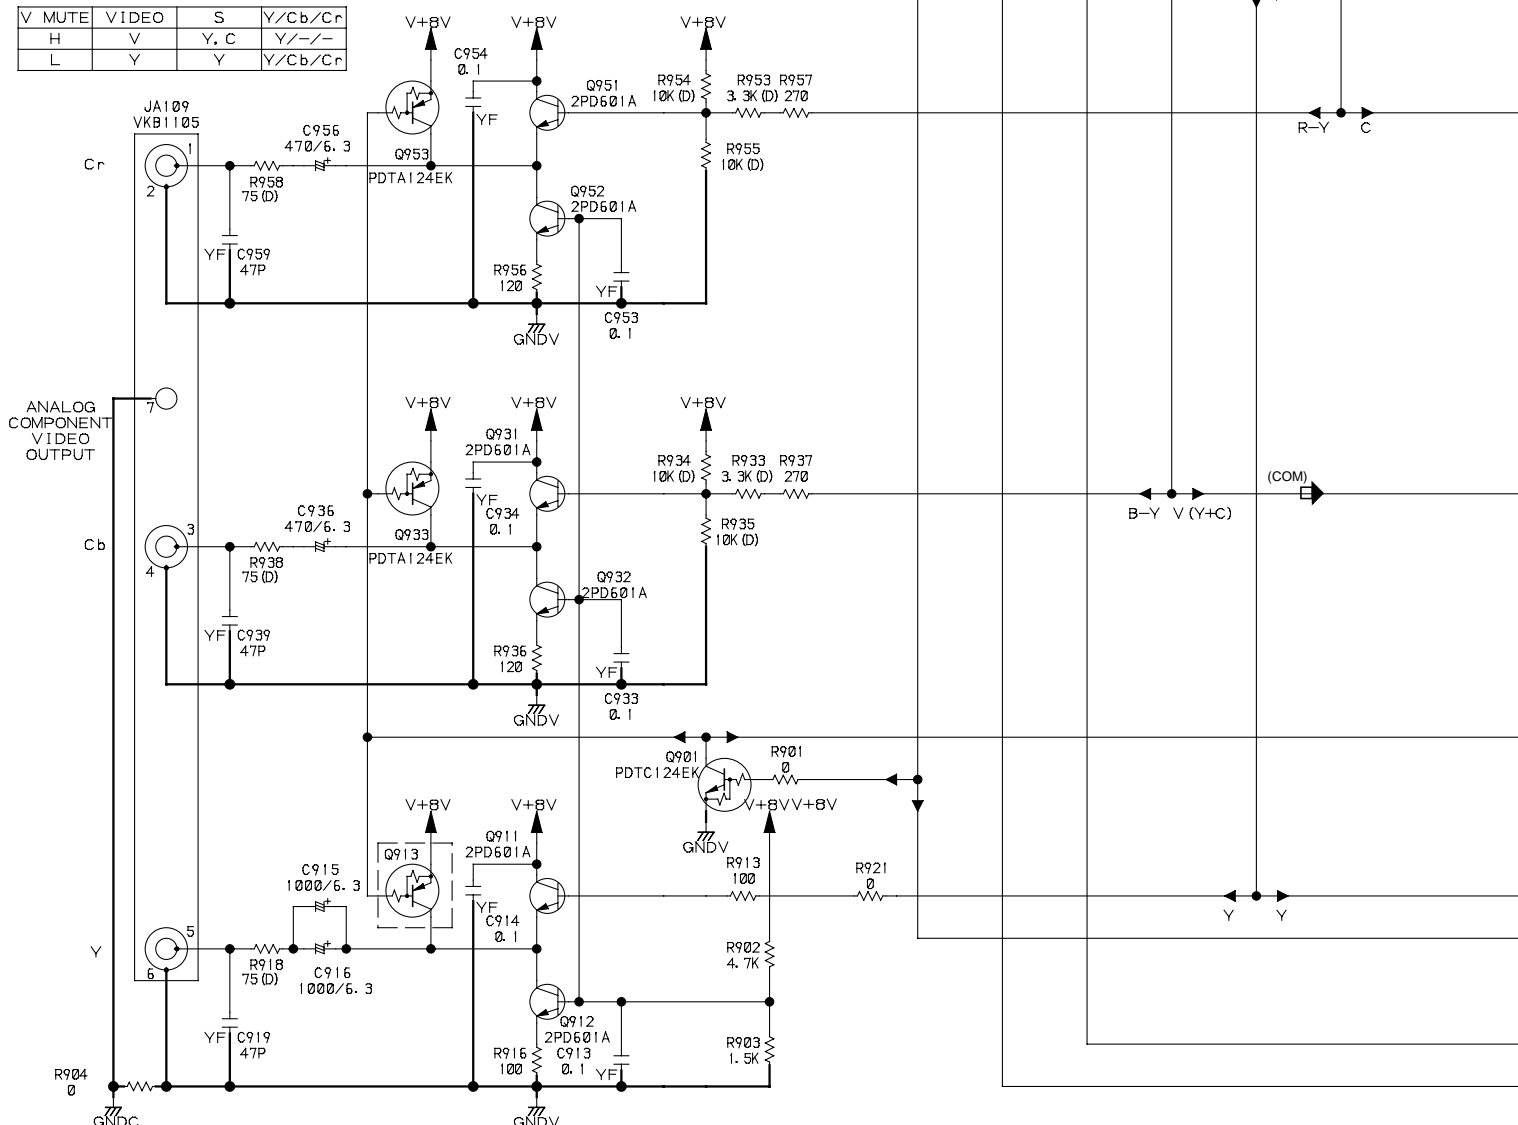 V MUTE VIDEO S Y/Cb/Cr
H V Y, C Y/-/-
L Y Y Y/Cb/Cr
V+8V V+8V V+8V
C954
0.1
Q951
2PD601A
R954
10K(D)
R953
3.3K(D)
R957
270
JA109
VKB1105
YF
R-Y C
C956
470/6.3
Q953
PDTA124EK
R955
10K(D)
Cr
1
2
R958
75(D)
Q952
2PD601A
YF C959
47P
R956
120
YF
C953
0.1
GNDV
ANALOG
COMPONENT
VIDEO
OUTPUT
7
V+8V V+8V V+8V
Q931
2PD601A
R934
10K(D)
R933
3.3K(D)
R937
270
(COM)
YF
C934
0.1
B-Y V(Y+C)
C936
470/6.3
Q933
PDTA124EK
R935
10K(D)
Cb
3
4
R938
75(D)
Q932
2PD601A
YF C939
47P
R936
120
YF
C933
0.1
GNDV
Q901
PDTC124EK
R901
0
V+8V V+8V V+8V V+8V
GNDV
Q911
2PD601A
Q913
R913
100
R921
0
C915
1000/6.3
YF
C914
0.1
Y Y
Y
5
6
R918
75(D)
C916
1000/6.3
R902
4.7K
Q912
2PD601A
YF C919
47P
R916
100
C913
0.1
YF
R903
1.5K
R904
0
GNDC
GNDV